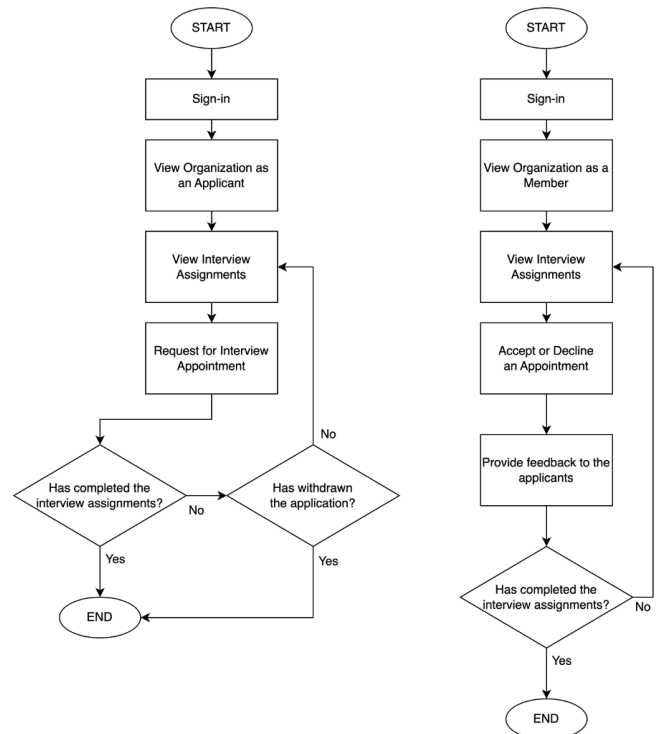 START
Sign-in
View Organization as
an Applicant
View Interview
Assignments
Request for Interview
Appointment
No
Has completed the
interview assignments?
No
Has withdrawn
the application?
Yes
Yes
END
START
Sign-in
View Organization as a
Member
View Interview
Assignments
Accept or Decline
an Appointment
Provide feedback to the
applicants
Has completed the
interview assignments?
No
Yes
END